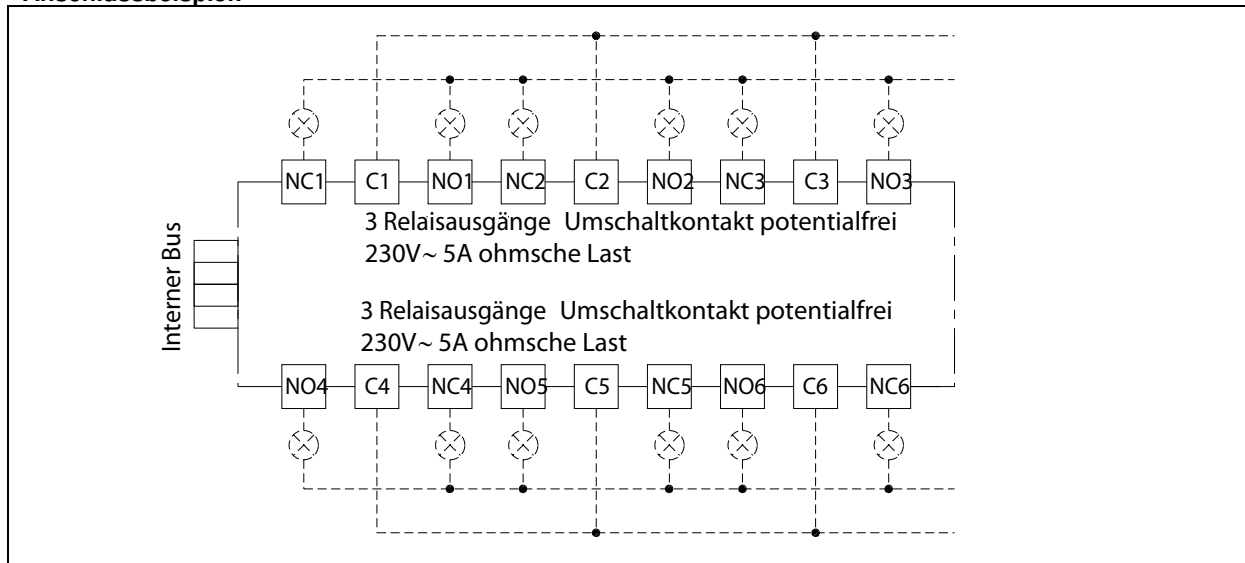 NC1 C1 NO1 NC2 C2 NO2 NC3 C3 NO3
3 Relaisausgänge Umschaltkontakt potentialfrei
230V~ 5A ohmsche Last
Interner Bus
3 Relaisausgänge Umschaltkontakt potentialfrei
230V~ 5A ohmsche Last
NO4 C4 NC4 NO5 C5 NC5 NO6 C6 NC6